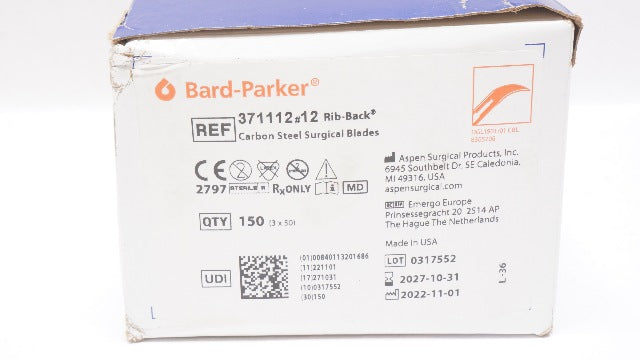 Bard-Parker®
REF 371112 #12 Rib-Back®
Carbon Steel Surgical Blades
CE
2797 STERILE R Rx ONLY MD
QTY 150 (3 x 50)
UDI
(01)00840113201686
(11)221101
(17)271031
(10)0317552
(30)150
Aspen Surgical Products, Inc.
6945 Southbelt Dr. SE Caledonia,
MI 49316, USA
aspensurgical.com
EC REP Emergo Europe
Prinsessegracht 20, 2514 AP
The Hague The Netherlands
Made in USA
LOT 0317552
2027-10-31
2022-11-01
L-36